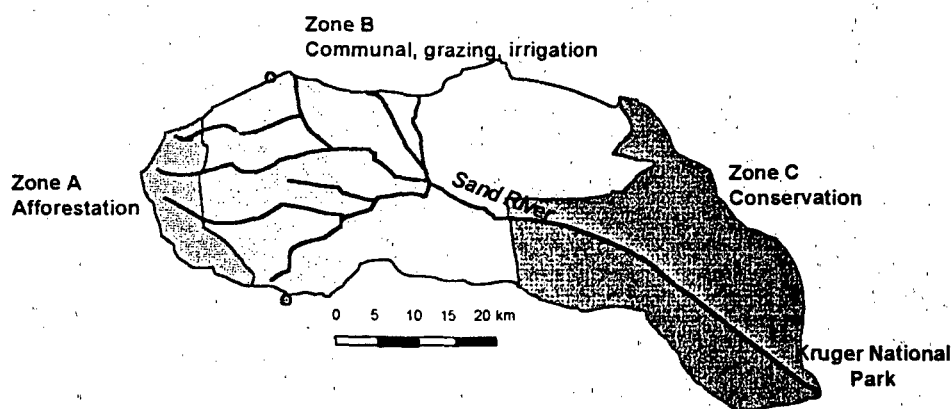 Zone B
Communal, grazing, irrigation
Zone A
Afforestation
Sand River
Zone C
Conservation
0 5 10 15 20 km
Kruger National
Park